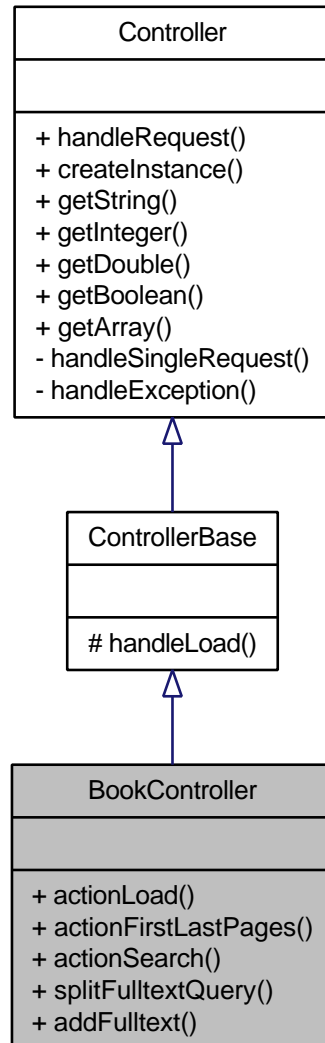 Controller
+ handleRequest()
+ createInstance()
+ getString()
+ getInteger()
+ getDouble()
+ getBoolean()
+ getArray()
- handleSingleRequest()
- handleException()
ControllerBase
# handleLoad()
BookController
+ actionLoad()
+ actionFirstLastPages()
+ actionSearch()
+ splitFulltextQuery()
+ addFulltext()